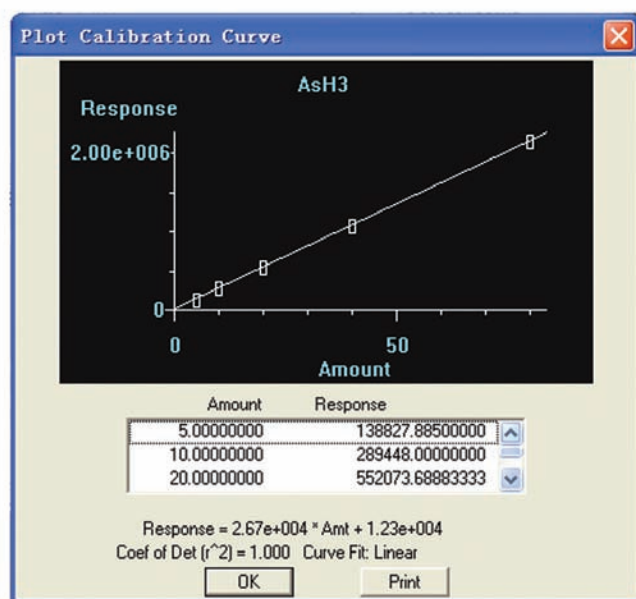 Plot Calibration Curve
AsH3
Response
2.00e+006
0
0 50
Amount
Amount Response
5.00000000 138827.88500000
10.00000000 289448.00000000
20.00000000 552073.68883333
Response = 2.67e+004 * Amt + 1.23e+004
Coef of Det (r^2) = 1.000 Curve Fit: Linear
OK Print